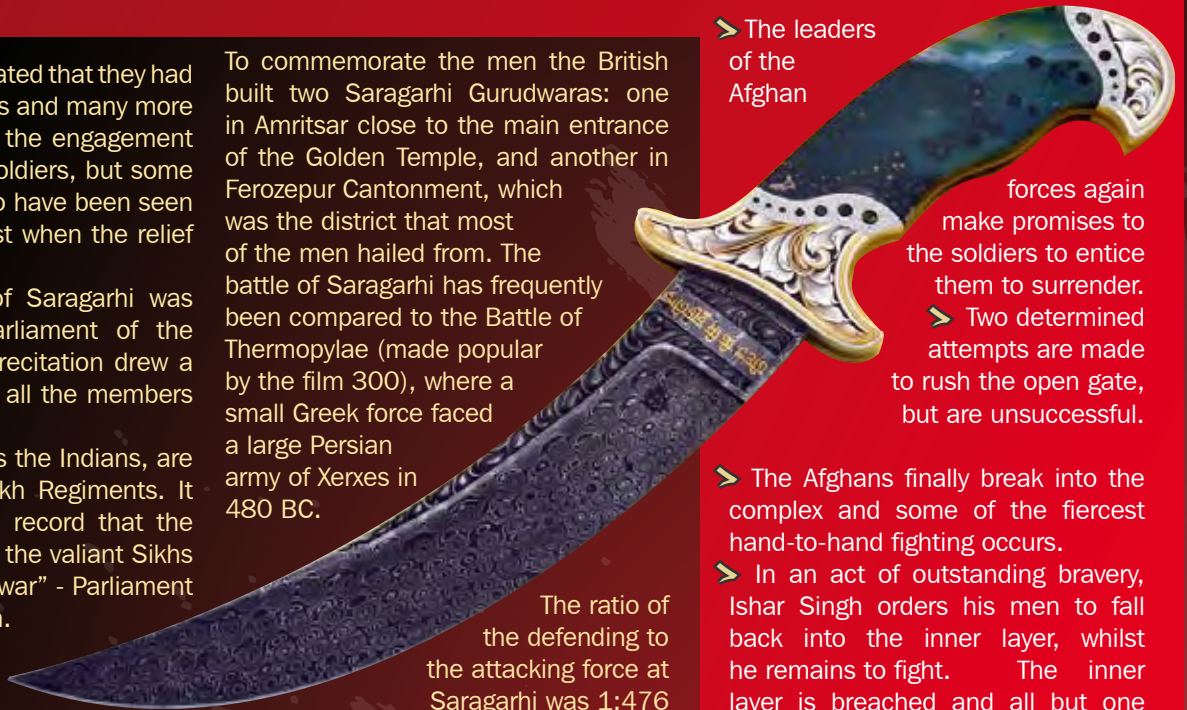 ated that they had
s and many more
the engagement
oldiers, but some
o have been seen
st when the relief
of Saragarhi was
arliament of the
recitation drew a
all the members
s the Indians, are
kh Regiments. It
record that the
the valiant Sikhs
war” - Parliament
To commemorate the men the British
built two Saragarhi Gurudwaras: one
in Amritsar close to the main entrance
of the Golden Temple, and another in
Ferozepur Cantonment, which
was the district that most
of the men hailed from. The
battle of Saragarhi has frequently
been compared to the Battle of
Thermopylae (made popular
by the film 300), where a
small Greek force faced
a large Persian
army of Xerxes in
480 BC.
The ratio of
the defending to
the attacking force at
Saragarhi was 1:476
➤ The leaders
of the
Afghan
forces again
make promises to
the soldiers to entice
them to surrender.
➤ Two determined
attempts are made
to rush the open gate,
but are unsuccessful.
➤ The Afghans finally break into the
complex and some of the fiercest
hand-to-hand fighting occurs.
➤ In an act of outstanding bravery,
Ishar Singh orders his men to fall
back into the inner layer, whilst
he remains to fight. The inner
layer is breached and all but one